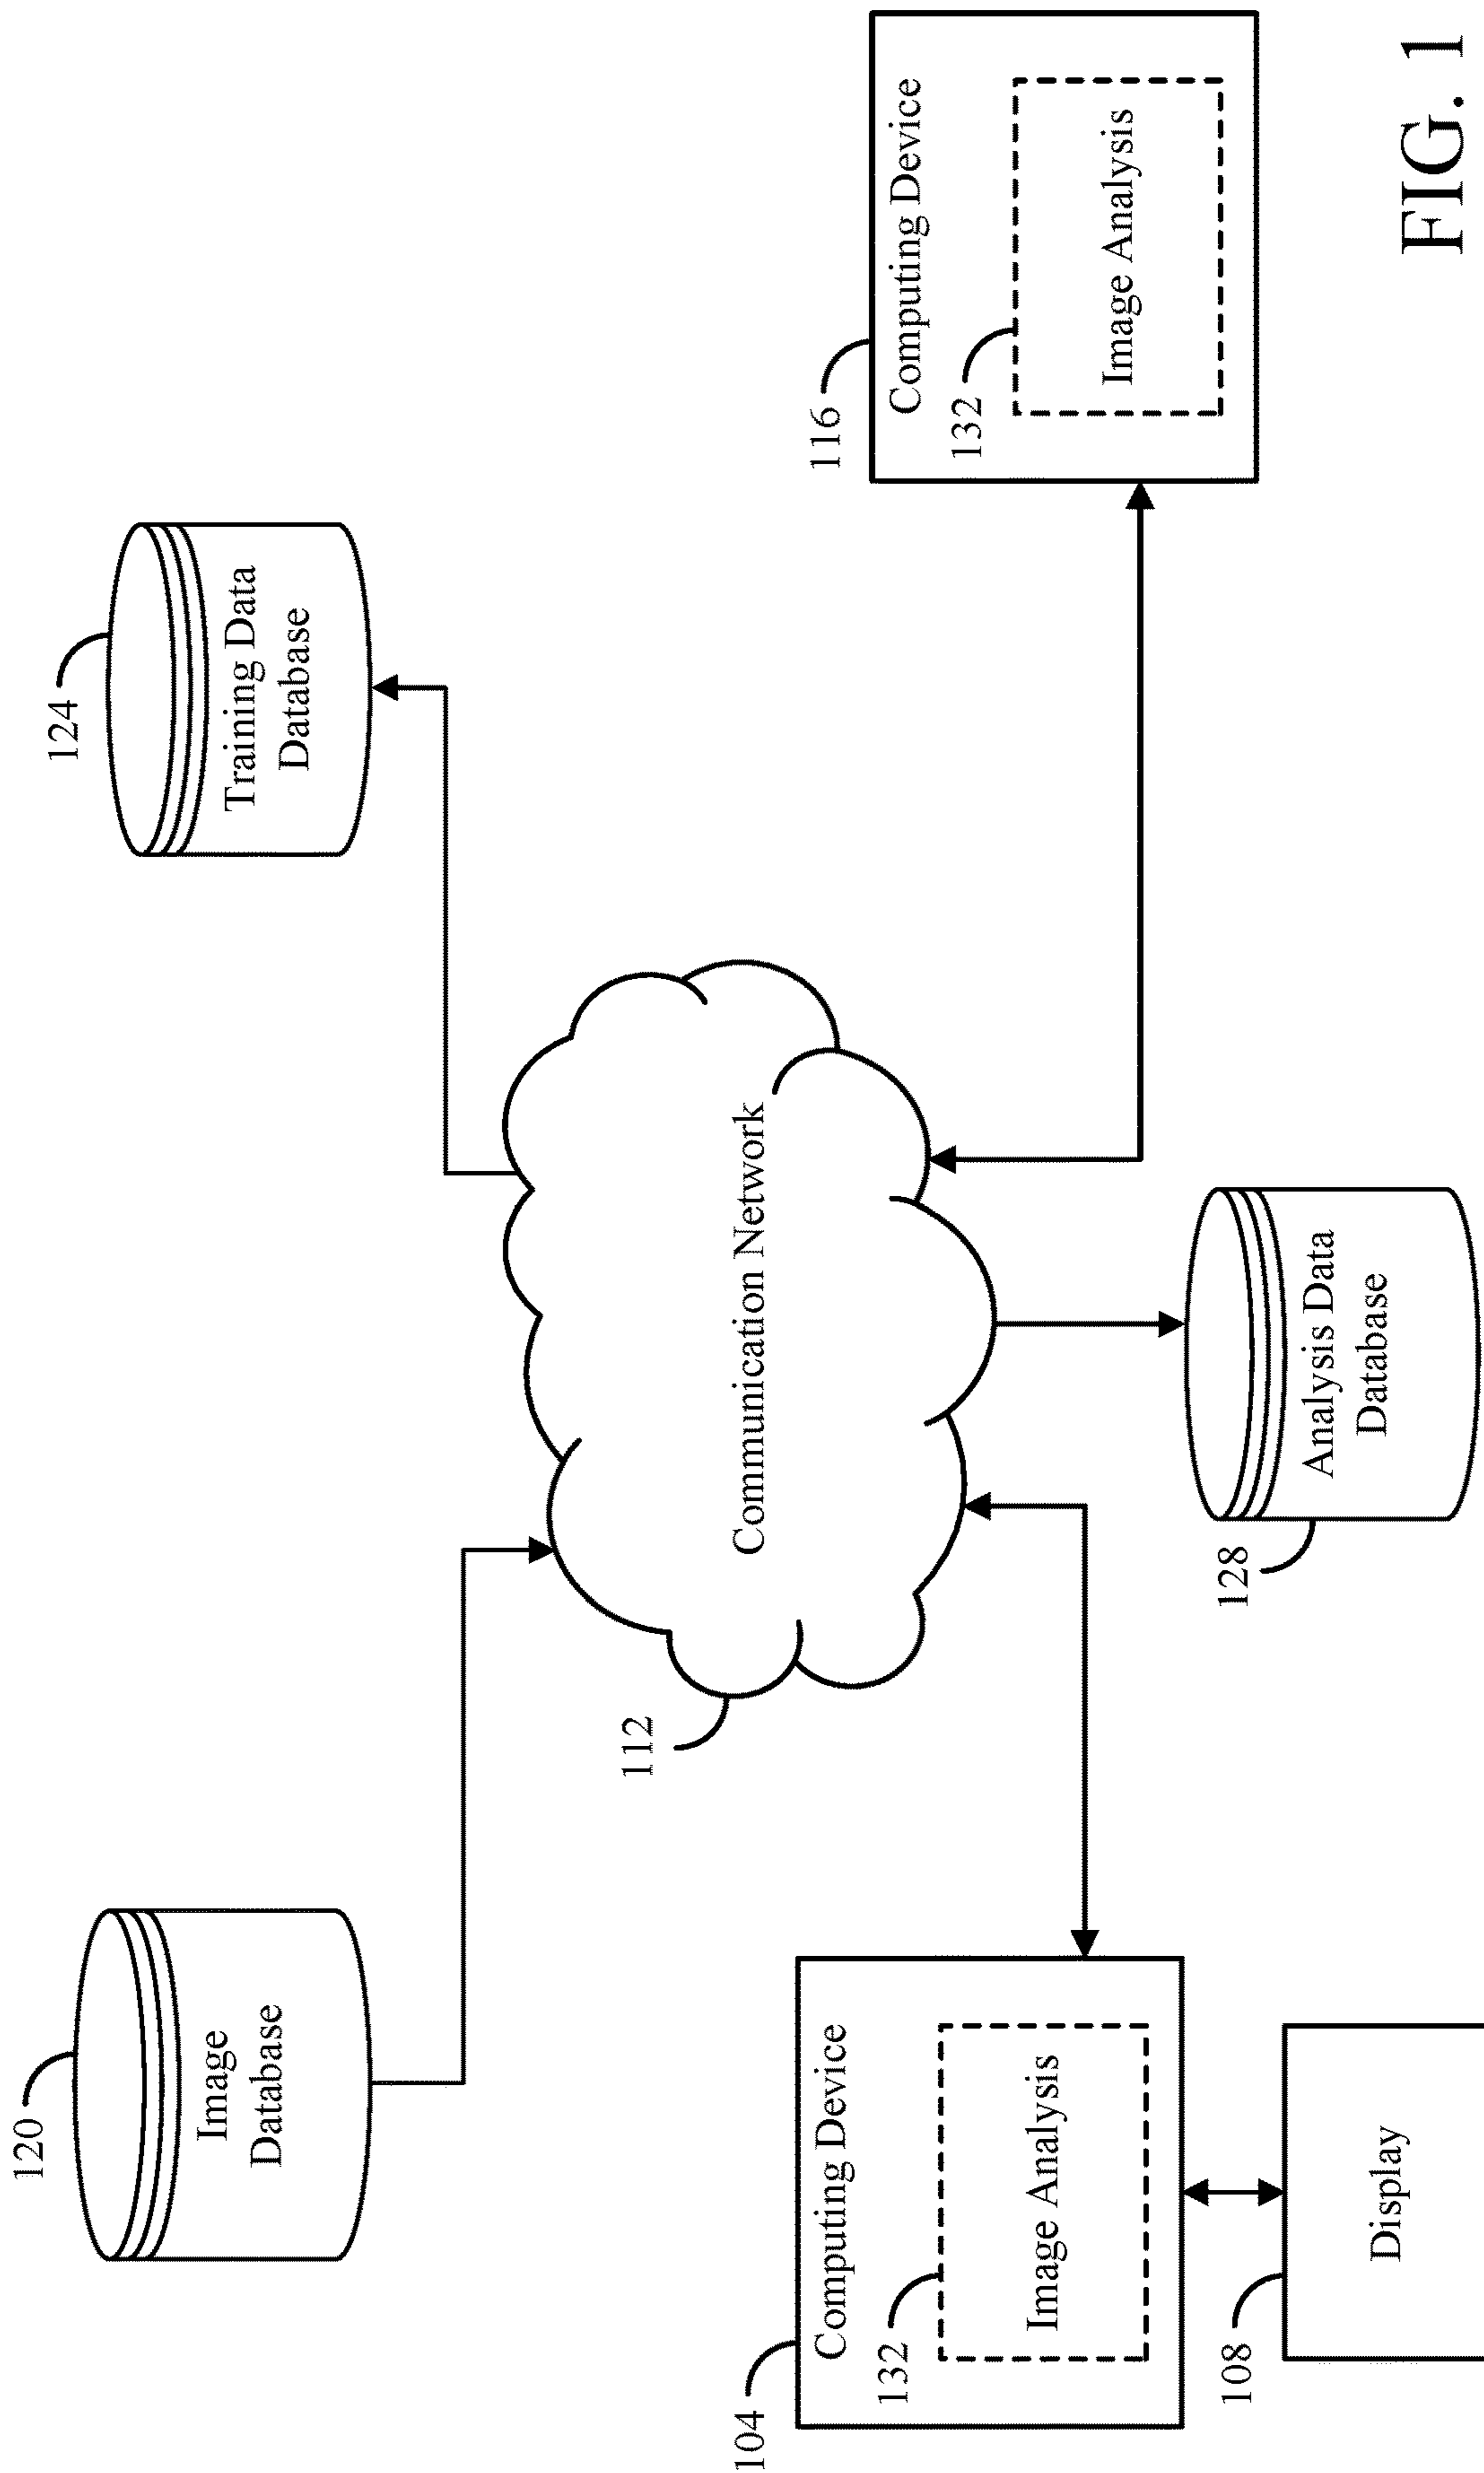 120
Image
Database
124
Training Data
Database
112
Communication Network
104
Computing Device
132
Image Analysis
108
Display
128
Analysis Data
Database
116
Computing Device
132
Image Analysis
FIG. 1